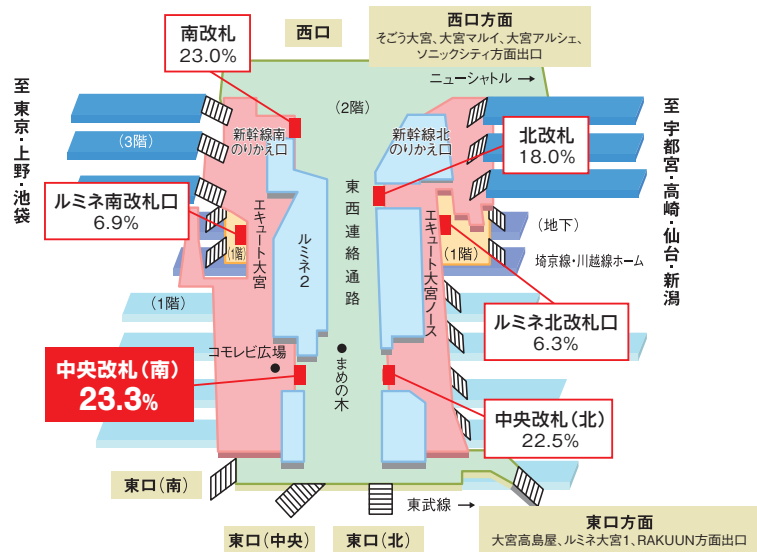 南改札
23.0%
西口
西口方面
そごう大宮、大宮マルイ、大宮アルシェ、
ソニックシティ方面出口
ニューシャトル →
至 東京・上野・池袋
(2階)
(3階)
新幹線南
のりかえ口
新幹線北
のりかえ口
北改札
18.0%
至 宇都宮・高崎・仙台・新潟
ルミネ南改札口
6.9%
(1階)
エキュート大宮
ルミネ2
東西連絡通路
エキュート大宮ノース
(1階)
(地下)
埼京線・川越線ホーム
(1階)
ルミネ北改札口
6.3%
コモレビ広場
まめの木
中央改札(南)
23.3%
中央改札(北)
22.5%
東口(南)
東武線 →
東口(中央)
東口(北)
東口方面
大宮高島屋、ルミネ大宮1、RAKUUN方面出口